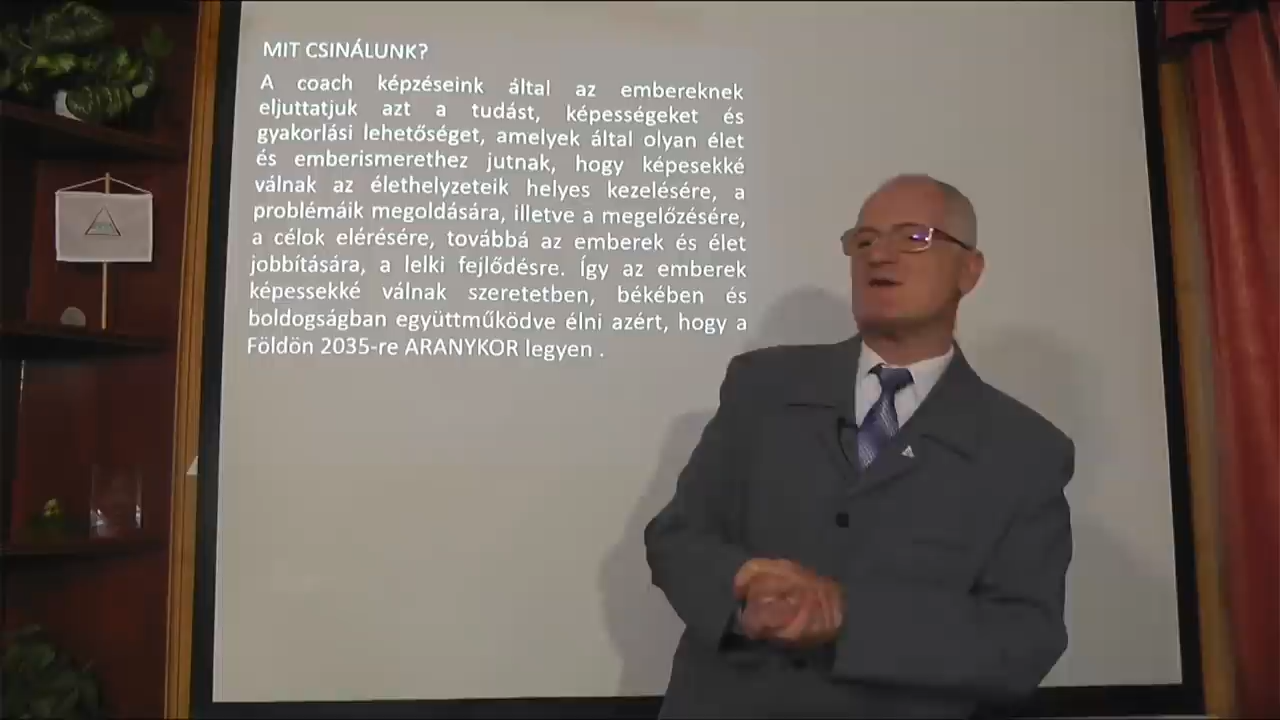 MIT CSINÁLUNK?
A coach képzéseink által az embereknek
eljuttatjuk azt a tudást, képességeket és
gyakorlási lehetőséget, amelyek által olyan élet
és emberismerethez jutnak, hogy képesekké
válnak az élethelyzeteik helyes kezelésére, a
problémáik megoldására, illetve a megelőzésére,
a célok elérésére, továbbá az emberek és élet
jobbítására, a lelki fejlődésre. Így az emberek
képessekké válnak szeretetben, békében és
boldogságban együttműködve élni azért, hogy a
Földön 2035-re ARANYKOR legyen .